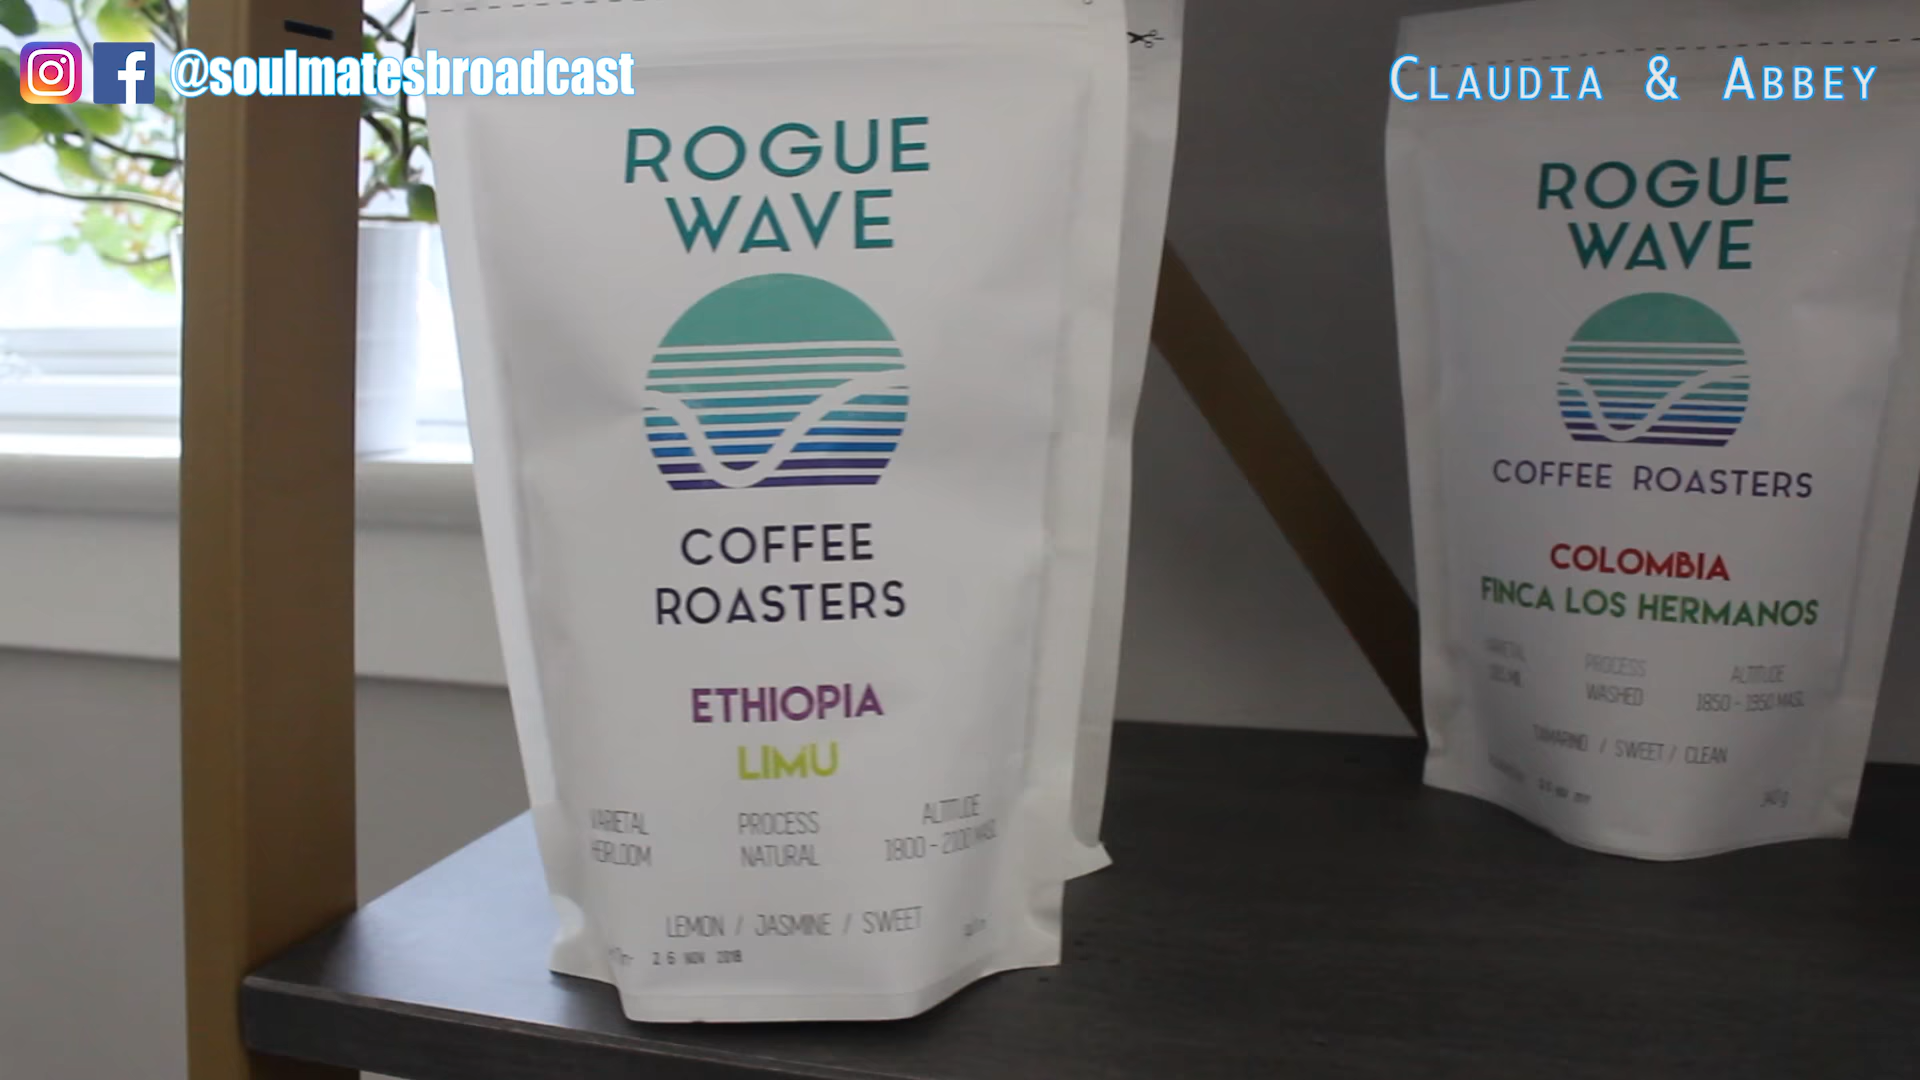 @soulmatesbroadcast
CLAUDIA & ABBEY
ROGUE
WAVE
COFFEE
ROASTERS
ETHIOPIA
LIMU
VARIETAL
HEIRLOOM
PROCESS
NATURAL
ALTITUDE
1800 - 2100 MASL
LEMON / JASMINE / SWEET
26 NOV 2018
ROGUE
WAVE
COFFEE ROASTERS
COLOMBIA
FINCA LOS HERMANOS
VARIETAL
PROCESS
WASHED
ALTITUDE
1850 - 1950 MASL
TAMARIND / SWEET / CLEAN
340 g